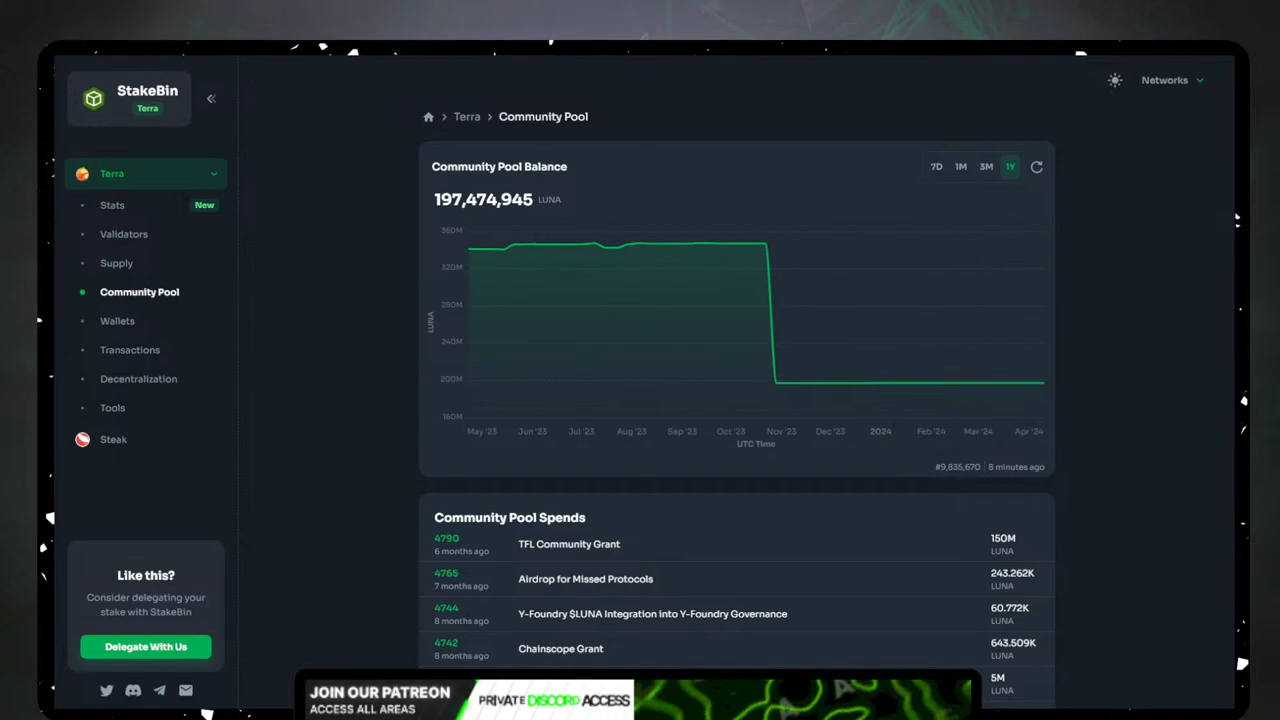 StakeBin
Terra
Networks
Terra
Community Pool
Community Pool Balance
7D
1M
3M
1Y
197,474,945 LUNA
Terra
Stats
New
Validators
Supply
Community Pool
Wallets
Transactions
Decentralization
Tools
Steak
LUNA
360M
320M
280M
240M
200M
160M
May '23
Jun '23
Jul '23
Aug '23
Sep '23
Oct '23
Nov '23
Dec '23
2024
Feb '24
Mar '24
Apr '24
UTC Time
#9,835,670
8 minutes ago
Community Pool Spends
4790
6 months ago
TFL Community Grant
150M
LUNA
4765
7 months ago
Airdrop for Missed Protocols
243.262K
LUNA
4744
8 months ago
Y-Foundry $LUNA Integration into Y-Foundry Governance
60.772K
LUNA
4742
8 months ago
Chainscope Grant
643.509K
LUNA
5M
LUNA
Like this?
Consider delegating your
stake with StakeBin
Delegate With Us
JOIN OUR PATREON
ACCESS ALL AREAS
PRIVATE DISCORD ACCESS